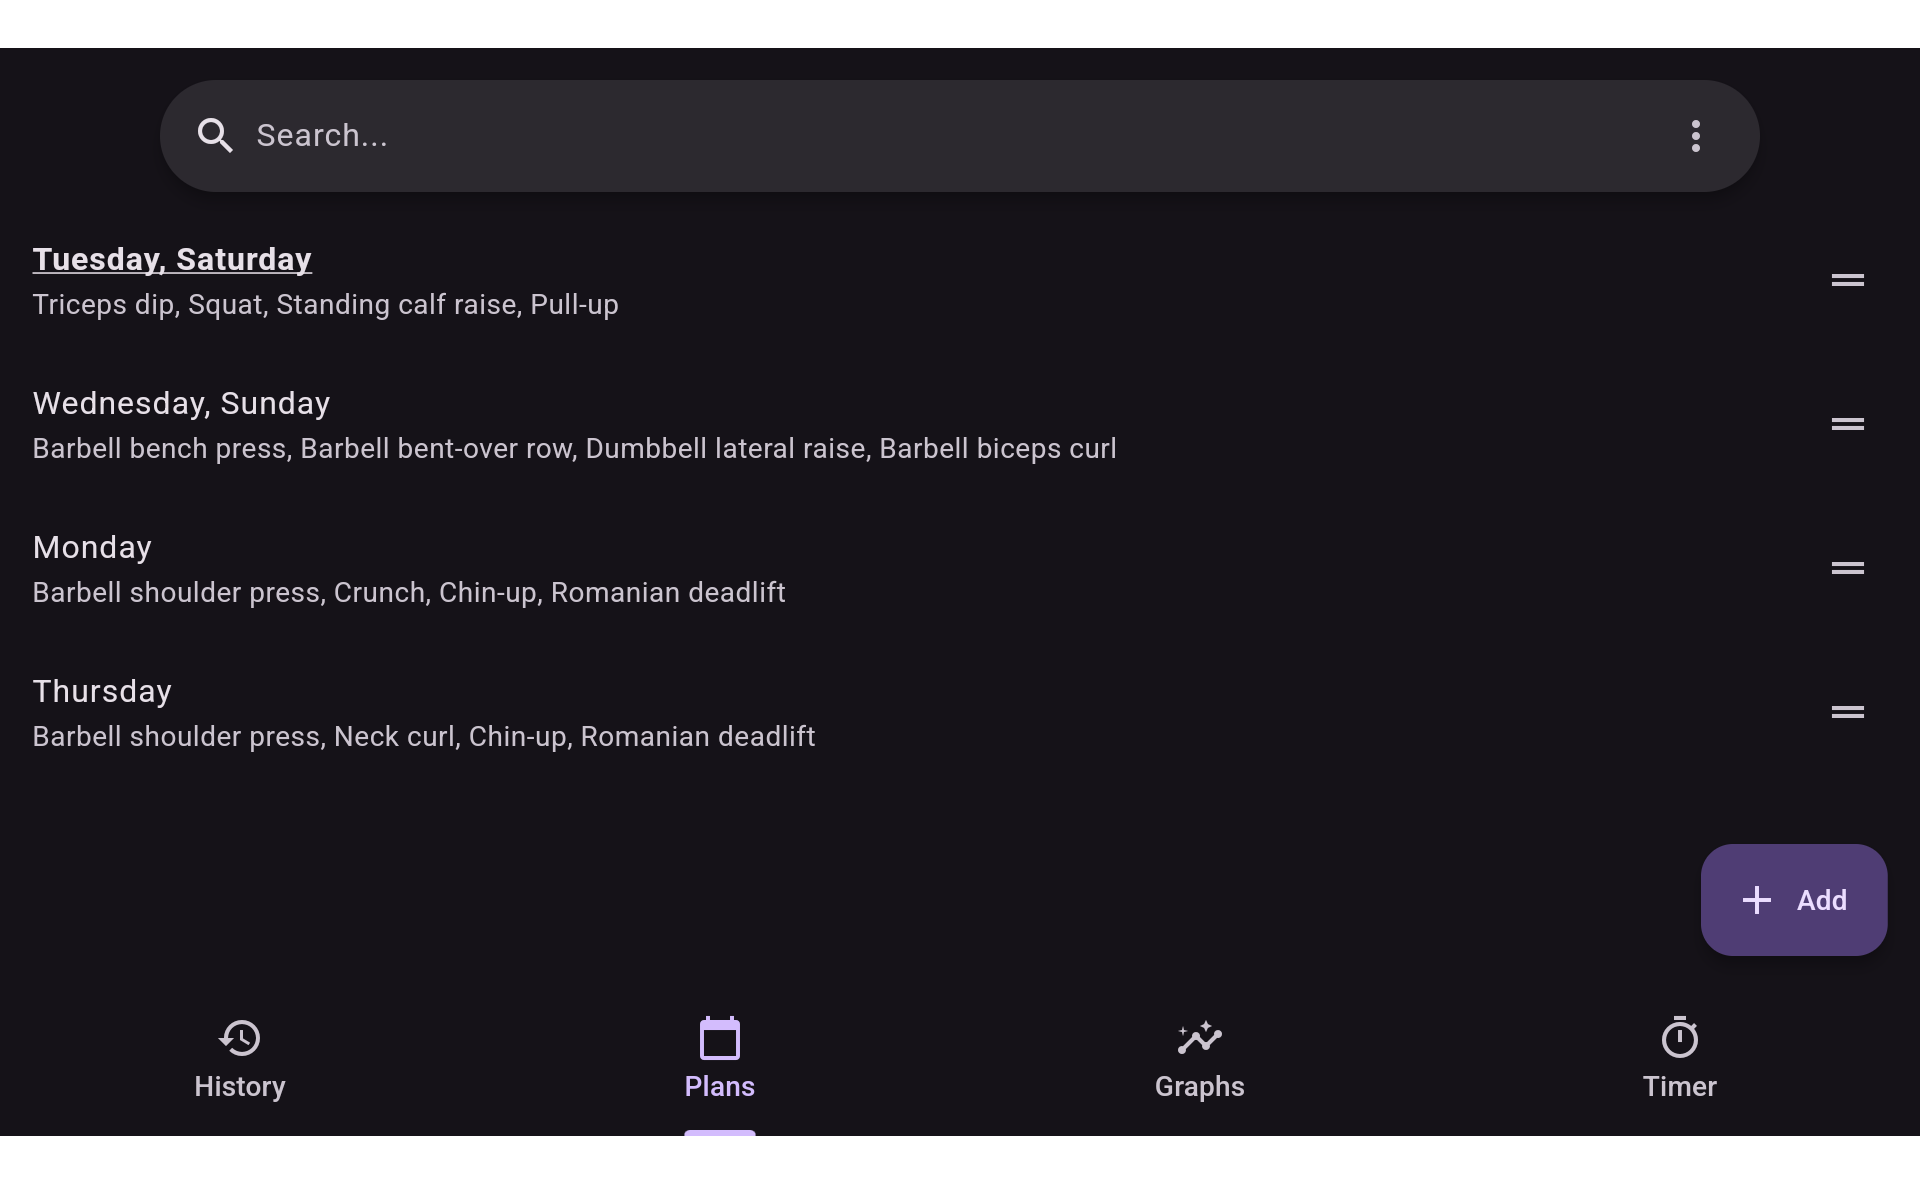 Search...
Tuesday, Saturday
Triceps dip, Squat, Standing calf raise, Pull-up
Wednesday, Sunday
Barbell bench press, Barbell bent-over row, Dumbbell lateral raise, Barbell biceps curl
Monday
Barbell shoulder press, Crunch, Chin-up, Romanian deadlift
Thursday
Barbell shoulder press, Neck curl, Chin-up, Romanian deadlift
Add
History
Plans
Graphs
Timer